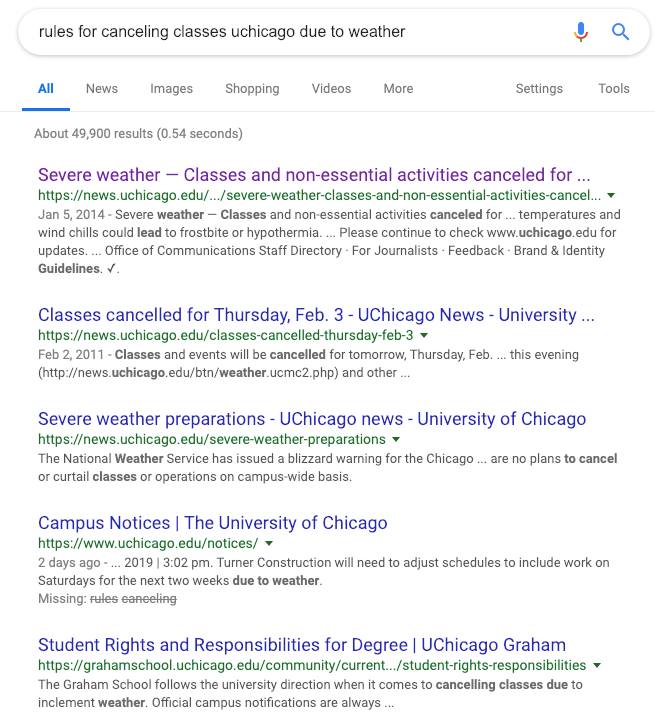 rules for canceling classes uchicago due to weather
All News Images Shopping Videos More Settings Tools
About 49,900 results (0.54 seconds)
Severe weather — Classes and non-essential activities canceled for ...
https://news.uchicago.edu/.../severe-weather-classes-and-non-essential-activities-cancel...
Jan 5, 2014 - Severe weather — Classes and non-essential activities canceled for ... temperatures and
wind chills could lead to frostbite or hypothermia. ... Please continue to check www.uchicago.edu for
updates. ... Office of Communications Staff Directory · For Journalists · Feedback · Brand & Identity
Guidelines. ✓.
Classes cancelled for Thursday, Feb. 3 - UChicago News - University ...
https://news.uchicago.edu/classes-cancelled-thursday-feb-3
Feb 2, 2011 - Classes and events will be cancelled for tomorrow, Thursday, Feb. ... this evening
(http://news.uchicago.edu/btn/weather.ucmc2.php) and other ...
Severe weather preparations - UChicago news - University of Chicago
https://news.uchicago.edu/severe-weather-preparations
The National Weather Service has issued a blizzard warning for the Chicago ... are no plans to cancel
or curtail classes or operations on campus-wide basis.
Campus Notices | The University of Chicago
https://www.uchicago.edu/notices/
2 days ago - ... 2019 | 3:02 pm. Turner Construction will need to adjust schedules to include work on
Saturdays for the next two weeks due to weather.
Missing: rules canceling
Student Rights and Responsibilities for Degree | UChicago Graham
https://grahamschool.uchicago.edu/community/current.../student-rights-responsibilities
The Graham School follows the university direction when it comes to cancelling classes due to
inclement weather. Official campus notifications are always ...